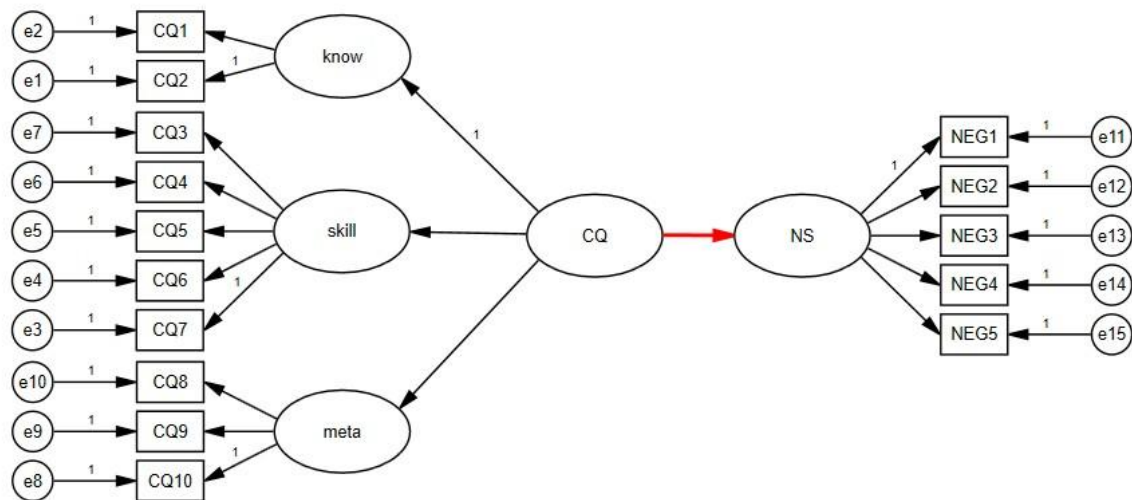 e2 1 CQ1
e1 1 CQ2
1 know
e7 1 CQ3
e6 1 CQ4
e5 1 CQ5
e4 1 CQ6
e3 1 CQ7
1 skill
e10 1 CQ8
e9 1 CQ9
e8 1 CQ10
1 meta
1
CQ
NS
1
NEG1 1 e11
NEG2 1 e12
NEG3 1 e13
NEG4 1 e14
NEG5 1 e15